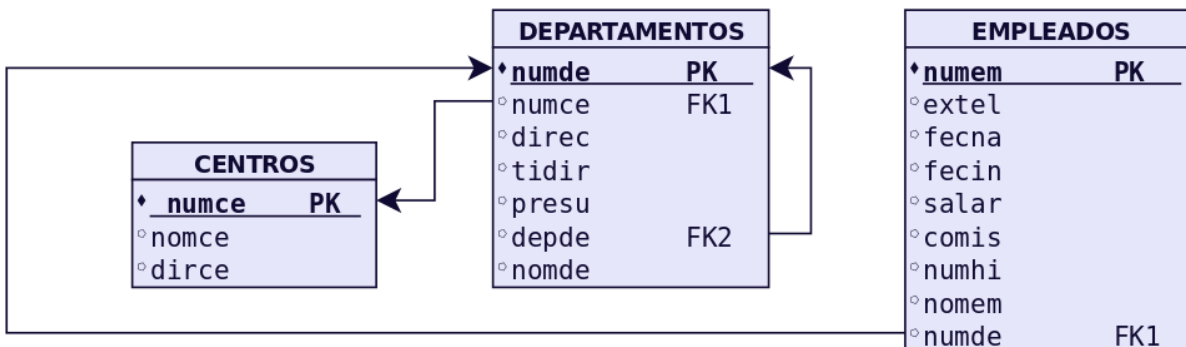 CENTROS
numce PK
nomce
dirce
DEPARTAMENTOS
numde PK
numce FK1
direc
tidir
presu
depde FK2
nomde
EMPLEADOS
numem PK
extel
fecna
fecin
salar
comis
numhi
nomem
numde FK1